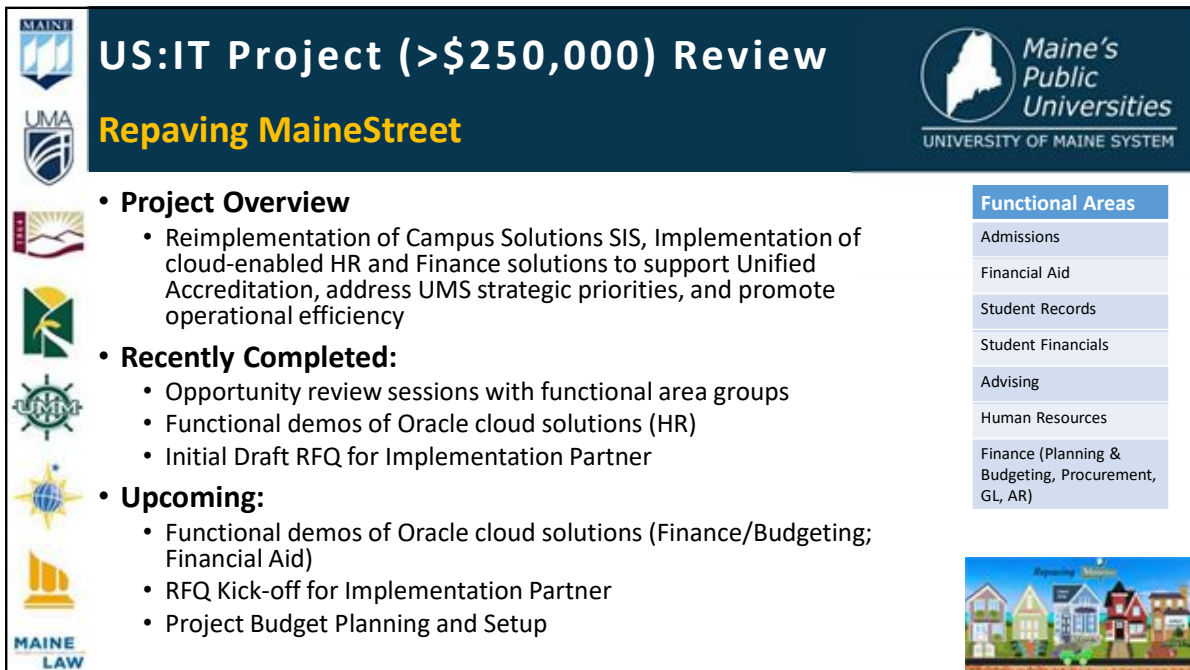 MAINE
US:IT Project (>$250,000) Review
Repaving MaineStreet
Maine's
Public
Universities
UNIVERSITY OF MAINE SYSTEM
UMA
1864
UMM
MAINE
LAW
• Project Overview
• Reimplementation of Campus Solutions SIS, Implementation of
cloud-enabled HR and Finance solutions to support Unified
Accreditation, address UMS strategic priorities, and promote
operational efficiency
• Recently Completed:
• Opportunity review sessions with functional area groups
• Functional demos of Oracle cloud solutions (HR)
• Initial Draft RFQ for Implementation Partner
• Upcoming:
• Functional demos of Oracle cloud solutions (Finance/Budgeting;
Financial Aid)
• RFQ Kick-off for Implementation Partner
• Project Budget Planning and Setup
Functional Areas
Admissions
Financial Aid
Student Records
Student Financials
Advising
Human Resources
Finance (Planning &
Budgeting, Procurement,
GL, AR)
Repaving